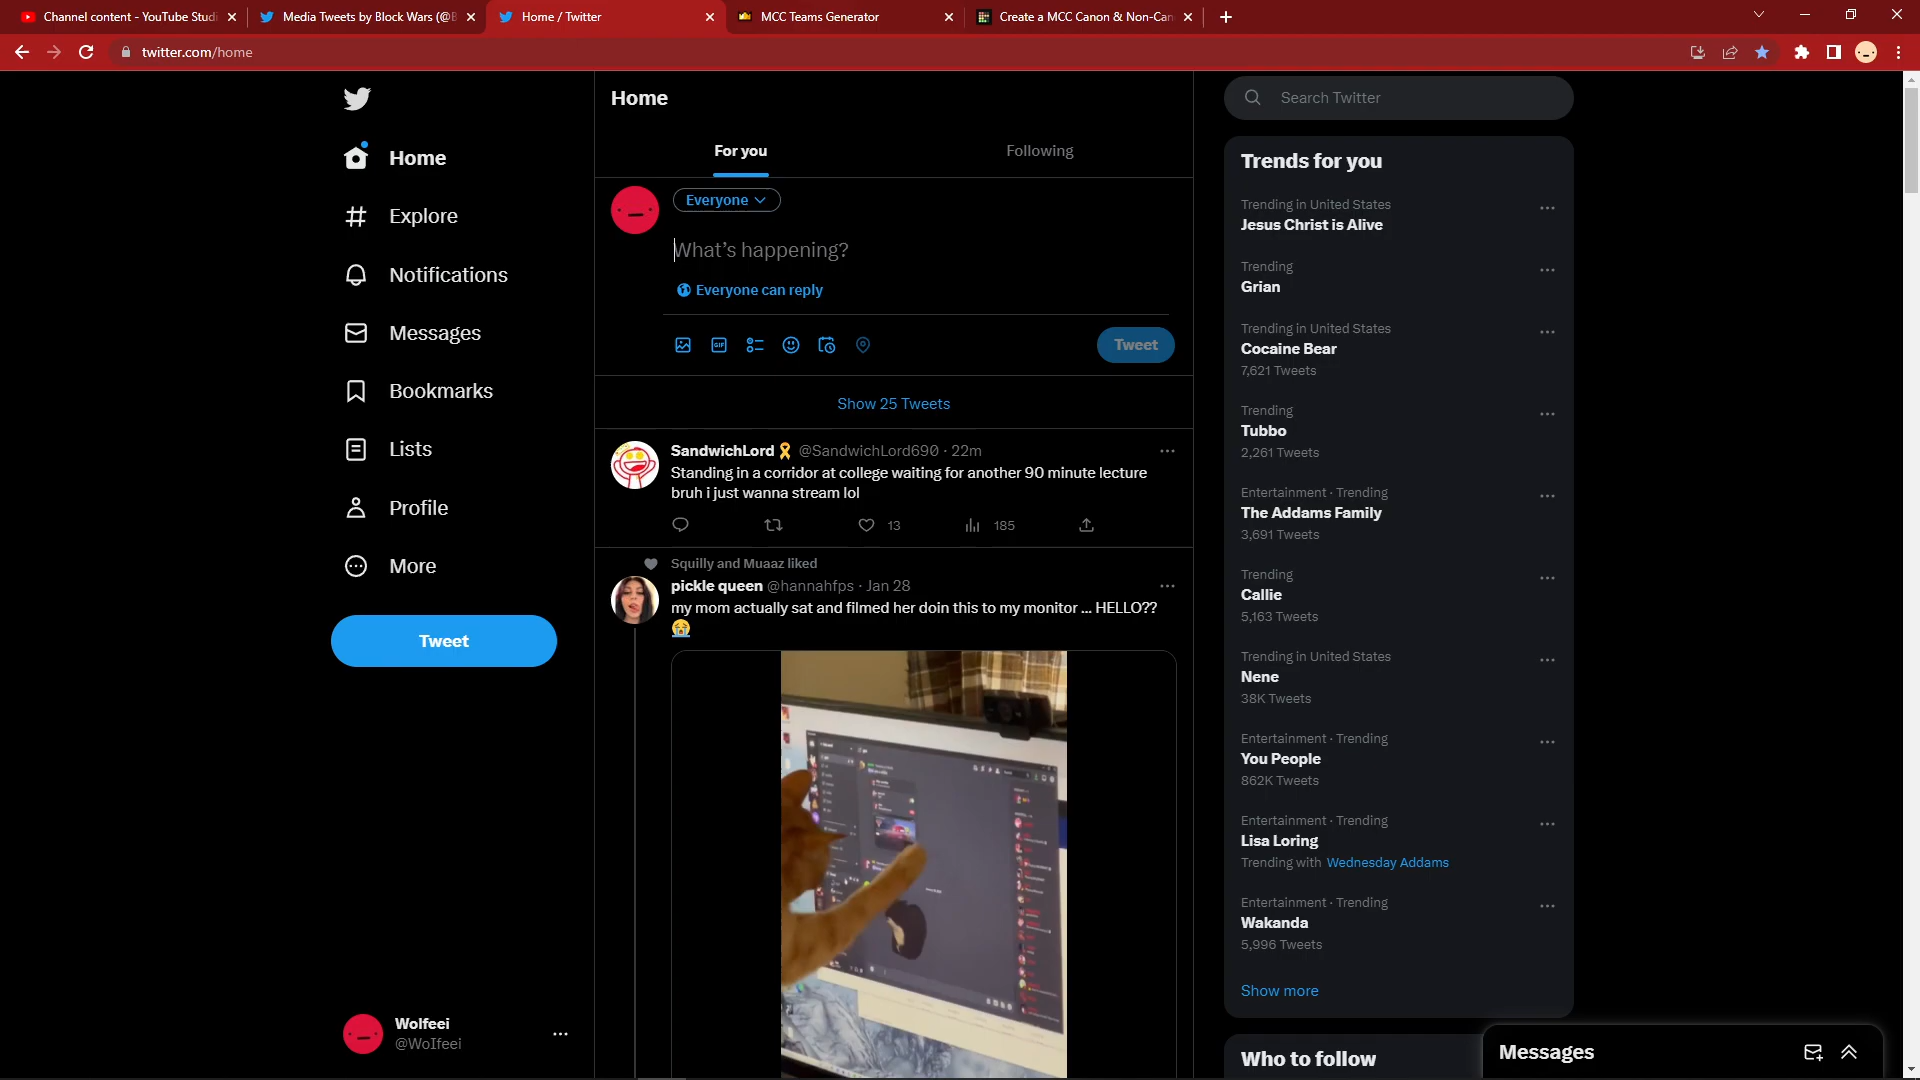 Channel content - YouTube Studi
Media Tweets by Block Wars (@B
Home / Twitter
MCC Teams Generator
Create a MCC Canon & Non-Can
twitter.com/home
Home
Explore
Notifications
Messages
Bookmarks
Lists
Profile
More
Tweet
Wolfeei
@WoIfeei
Home
For you
Following
Everyone
What's happening?
Everyone can reply
GIF
Tweet
Show 25 Tweets
SandwichLord🎗 @SandwichLord690 · 22m
Standing in a corridor at college waiting for another 90 minute lecture
bruh i just wanna stream lol
13
185
Squilly and Muaaz liked
pickle queen @hannahfps · Jan 28
my mom actually sat and filmed her doin this to my monitor ... HELLO??
😭
Search Twitter
Trends for you
Trending in United States
Jesus Christ is Alive
Trending
Grian
Trending in United States
Cocaine Bear
7,621 Tweets
Trending
Tubbo
2,261 Tweets
Entertainment · Trending
The Addams Family
3,691 Tweets
Trending
Callie
5,163 Tweets
Trending in United States
Nene
38K Tweets
Entertainment · Trending
You People
862K Tweets
Entertainment · Trending
Lisa Loring
Trending with Wednesday Addams
Entertainment · Trending
Wakanda
5,996 Tweets
Show more
Who to follow
Messages